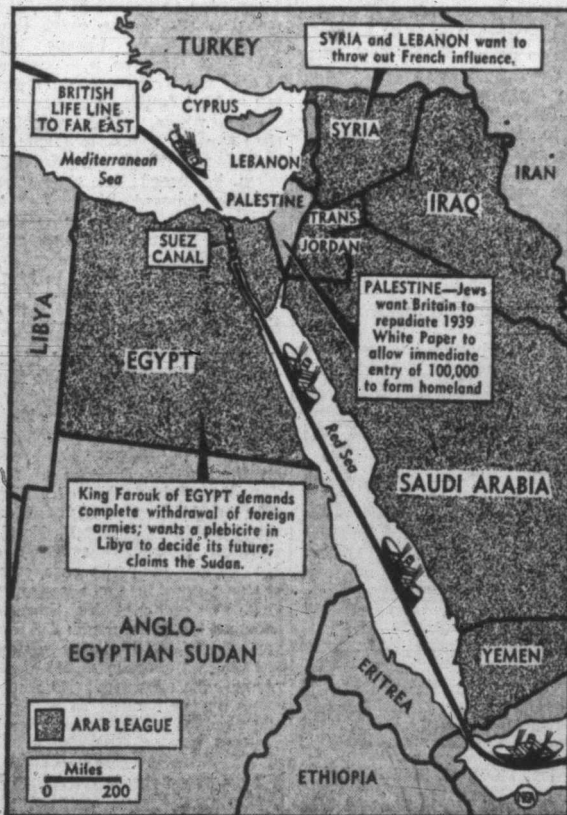 TURKEY
SYRIA and LEBANON want to
throw out French influence.
BRITISH
LIFE LINE
TO FAR EAST
CYPRUS
SYRIA
Mediterranean
Sea
LEBANON
IRAN
PALESTINE
IRAQ
TRANS-
JORDAN
SUEZ
CANAL
LIBYA
PALESTINE—Jews
want Britain to
repudiate 1939
White Paper to
allow immediate
entry of 100,000
to form homeland
EGYPT
Red Sea
SAUDI ARABIA
King Farouk of EGYPT demands
complete withdrawal of foreign
armies; wants a plebicite in
Libya to decide its future;
claims the Sudan.
ANGLO-
EGYPTIAN SUDAN
YEMEN
ERITREA
ARAB LEAGUE
Miles
0 200
ETHIOPIA
NEA